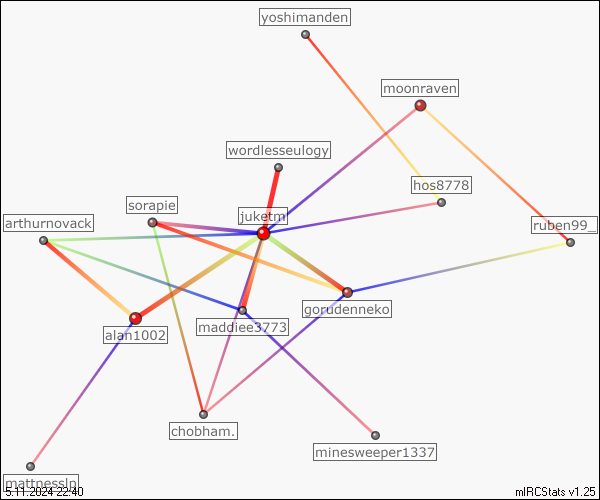 yoshimanden
moonraven
wordlesseulogy
hos8778
sorapie
juketm
arthurnovack
ruben99_
gorudenneko
maddiee3773
alan1002
chobham.
minesweeper1337
mattnesslp
5.11.2024 22:40
mIRCStats v1.25